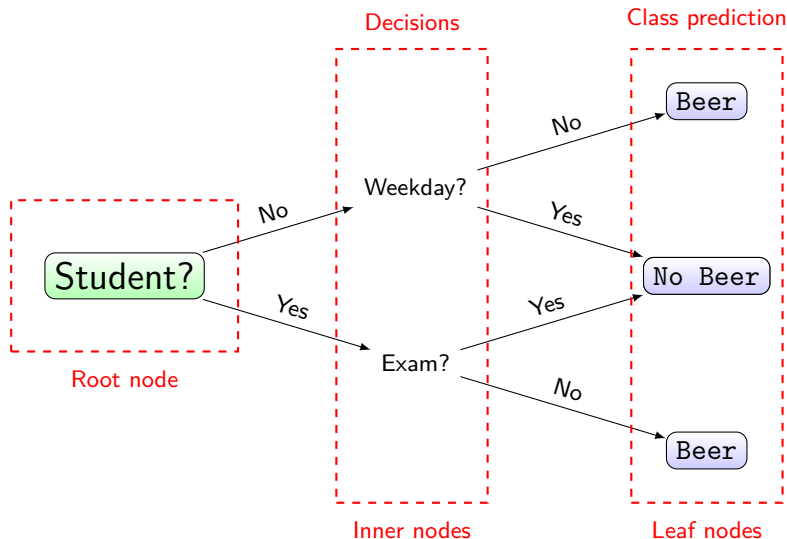 Decisions
Class prediction
Beer
No
Weekday?
No
Yes
Student?
No Beer
Yes
Yes
Exam?
Root node
No
Beer
Inner nodes
Leaf nodes